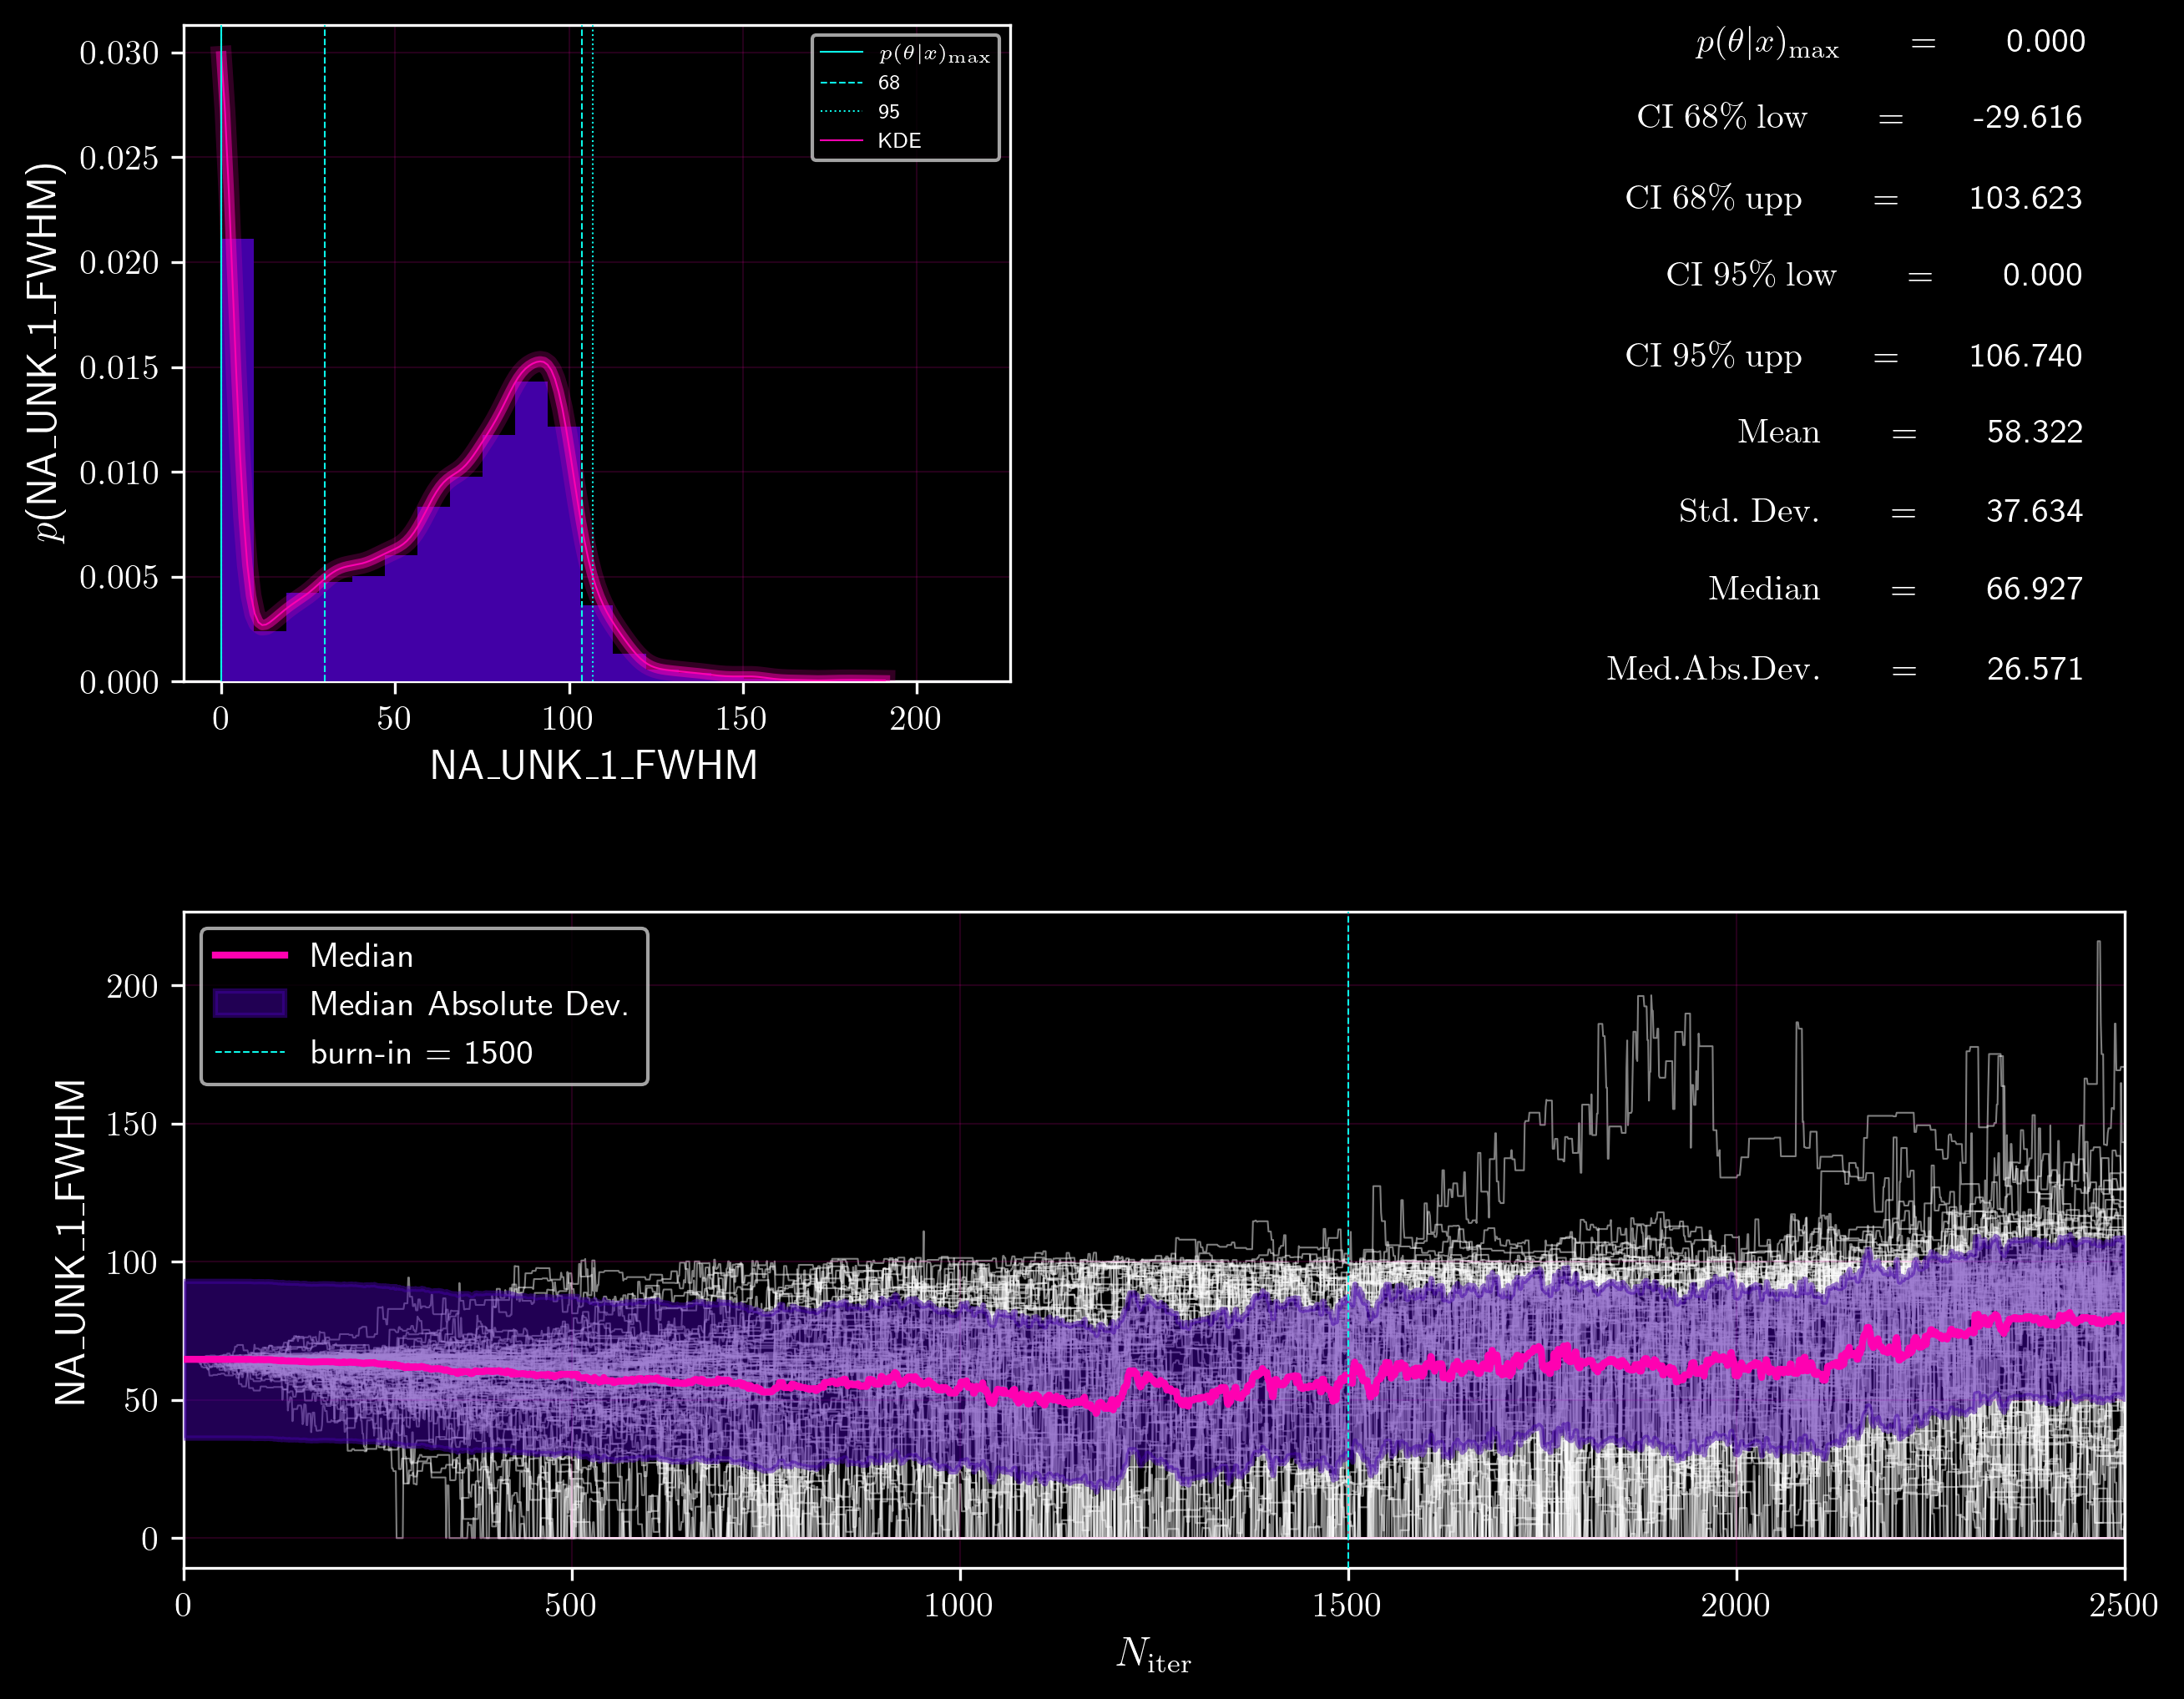 p(NA_UNK_1_FWHM)
0.030
0.025
0.020
0.015
0.010
0.005
0.000
0 50 100 150 200
NA_UNK_1_FWHM
p(θ|x)max
68
95
KDE
p(θ|x)max = 0.000
CI 68% low = -29.616
CI 68% upp = 103.623
CI 95% low = 0.000
CI 95% upp = 106.740
Mean = 58.322
Std. Dev. = 37.634
Median = 66.927
Med.Abs.Dev. = 26.571
NA_UNK_1_FWHM
200
150
100
50
0
Median
Median Absolute Dev.
burn-in = 1500
0 500 1000 1500 2000 2500
Niter